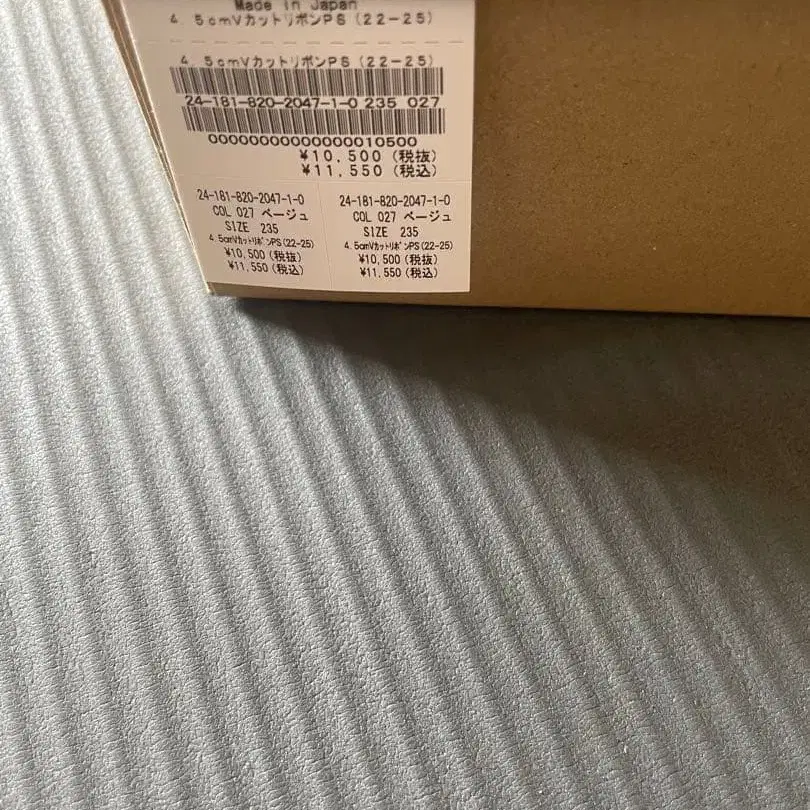 Made in Japan
4.5cmVカットリボンPS(22-25)
4.5cmVカットリボンPS(22-25)
24-181-820-2047-1-0 235 027
00000000000000010500
¥10,500(税抜)
¥11,550(税込)
24-181-820-2047-1-0
COL 027 ベージュ
SIZE 235
4.5cmVカットリボンPS(22-25)
¥10,500(税抜)
¥11,550(税込)
24-181-820-2047-1-0
COL 027 ベージュ
SIZE 235
4.5cmVカットリボンPS(22-25)
¥10,500(税抜)
¥11,550(税込)